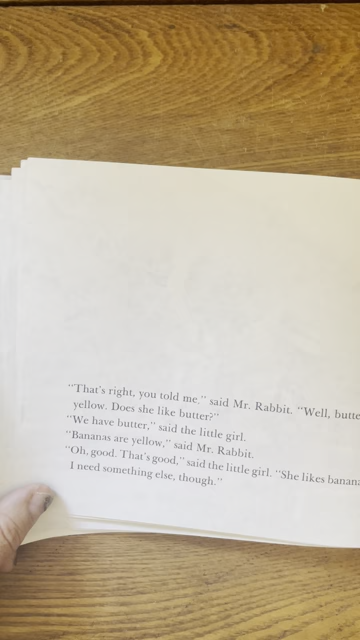 "That's right, you told me," said Mr. Rabbit. "Well, butte
yellow. Does she like butter?"
"We have butter," said the little girl.
"Bananas are yellow," said Mr. Rabbit.
"Oh, good. That's good," said the little girl. "She likes banana
I need something else, though."